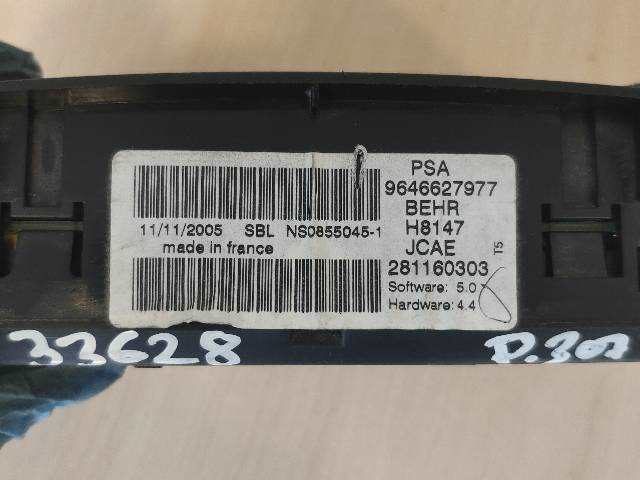 PSA
9646627977
BEHR
H8147
JCAE
281160303
T5
Software: 5.0
Hardware: 4.4
11/11/2005 SBL NS0855045-1
made in france
33628
P.307